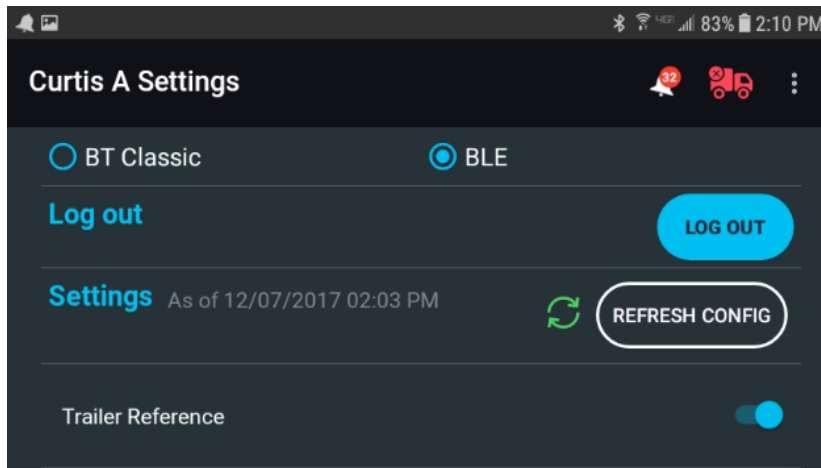 83% 2:10 PM
Curtis A Settings
32
BT Classic
BLE
Log out
LOG OUT
Settings As of 12/07/2017 02:03 PM
REFRESH CONFIG
Trailer Reference